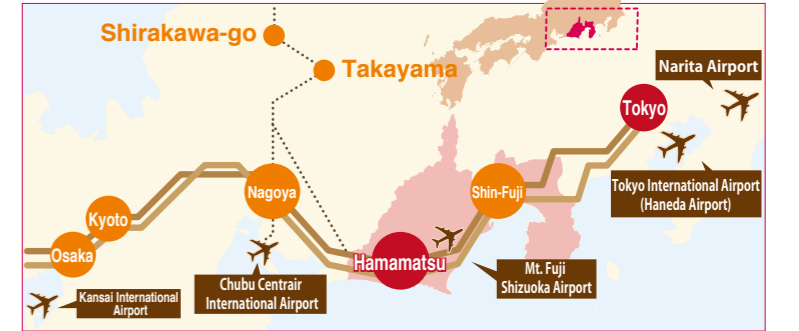 Shirakawa-go
Takayama
Narita Airport
Tokyo
Tokyo International Airport
(Haneda Airport)
Nagoya
Shin-Fuji
Kyoto
Osaka
Hamamatsu
Mt. Fuji
Shizuoka Airport
Chubu Centrair
International Airport
Kansai International
Airport